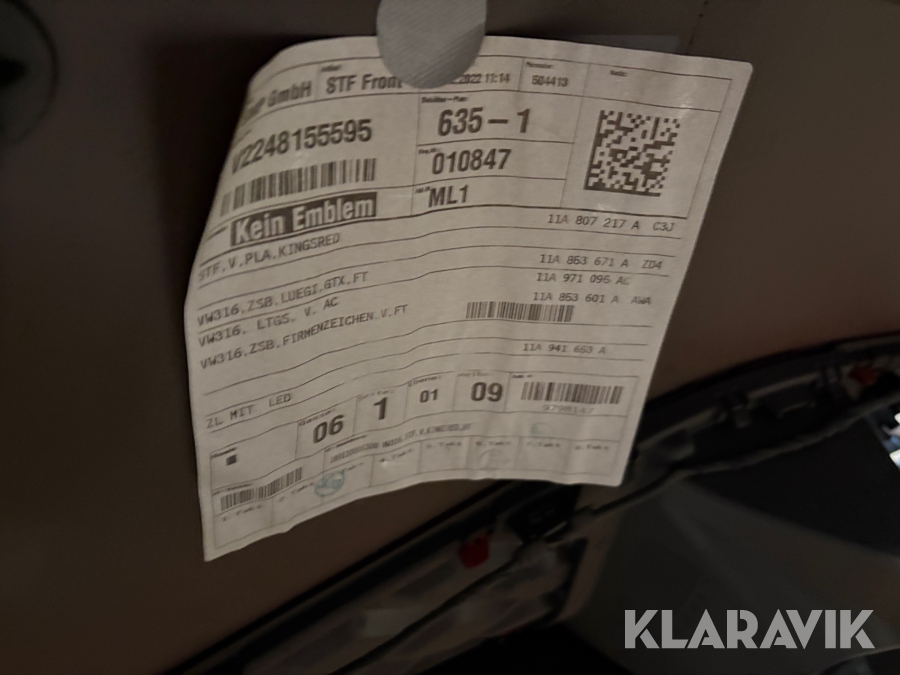 GmbH
STF Front
2022 11:14
504413
V2248155595
635-1
010847
ML1
Kein Emblem
11A 807 217 A C3J
STF.V.PLA.KINGSRED
11A 853 671 A ZD4
VW316.ZSB.LUEGI.GTX.FT
11A 971 095 AC
VW316. LTGS. V. AC
11A 853 601 A AWA
VW316.ZSB.FIRMENZEICHEN.V.FT
11A 941 653 A
ZL MIT LED
06
1
01
09
KLARAVIK